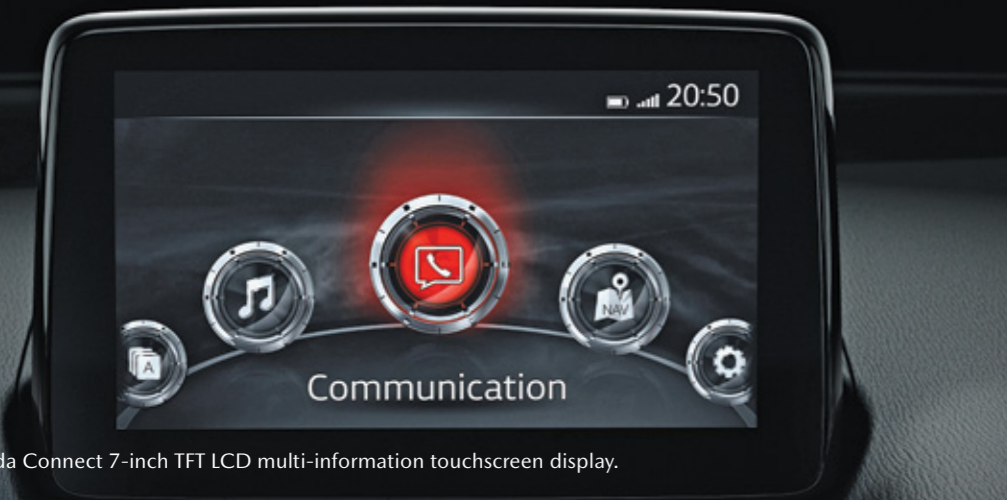 20:50
A
NAV
Communication
da Connect 7-inch TFT LCD multi-information touchscreen display.